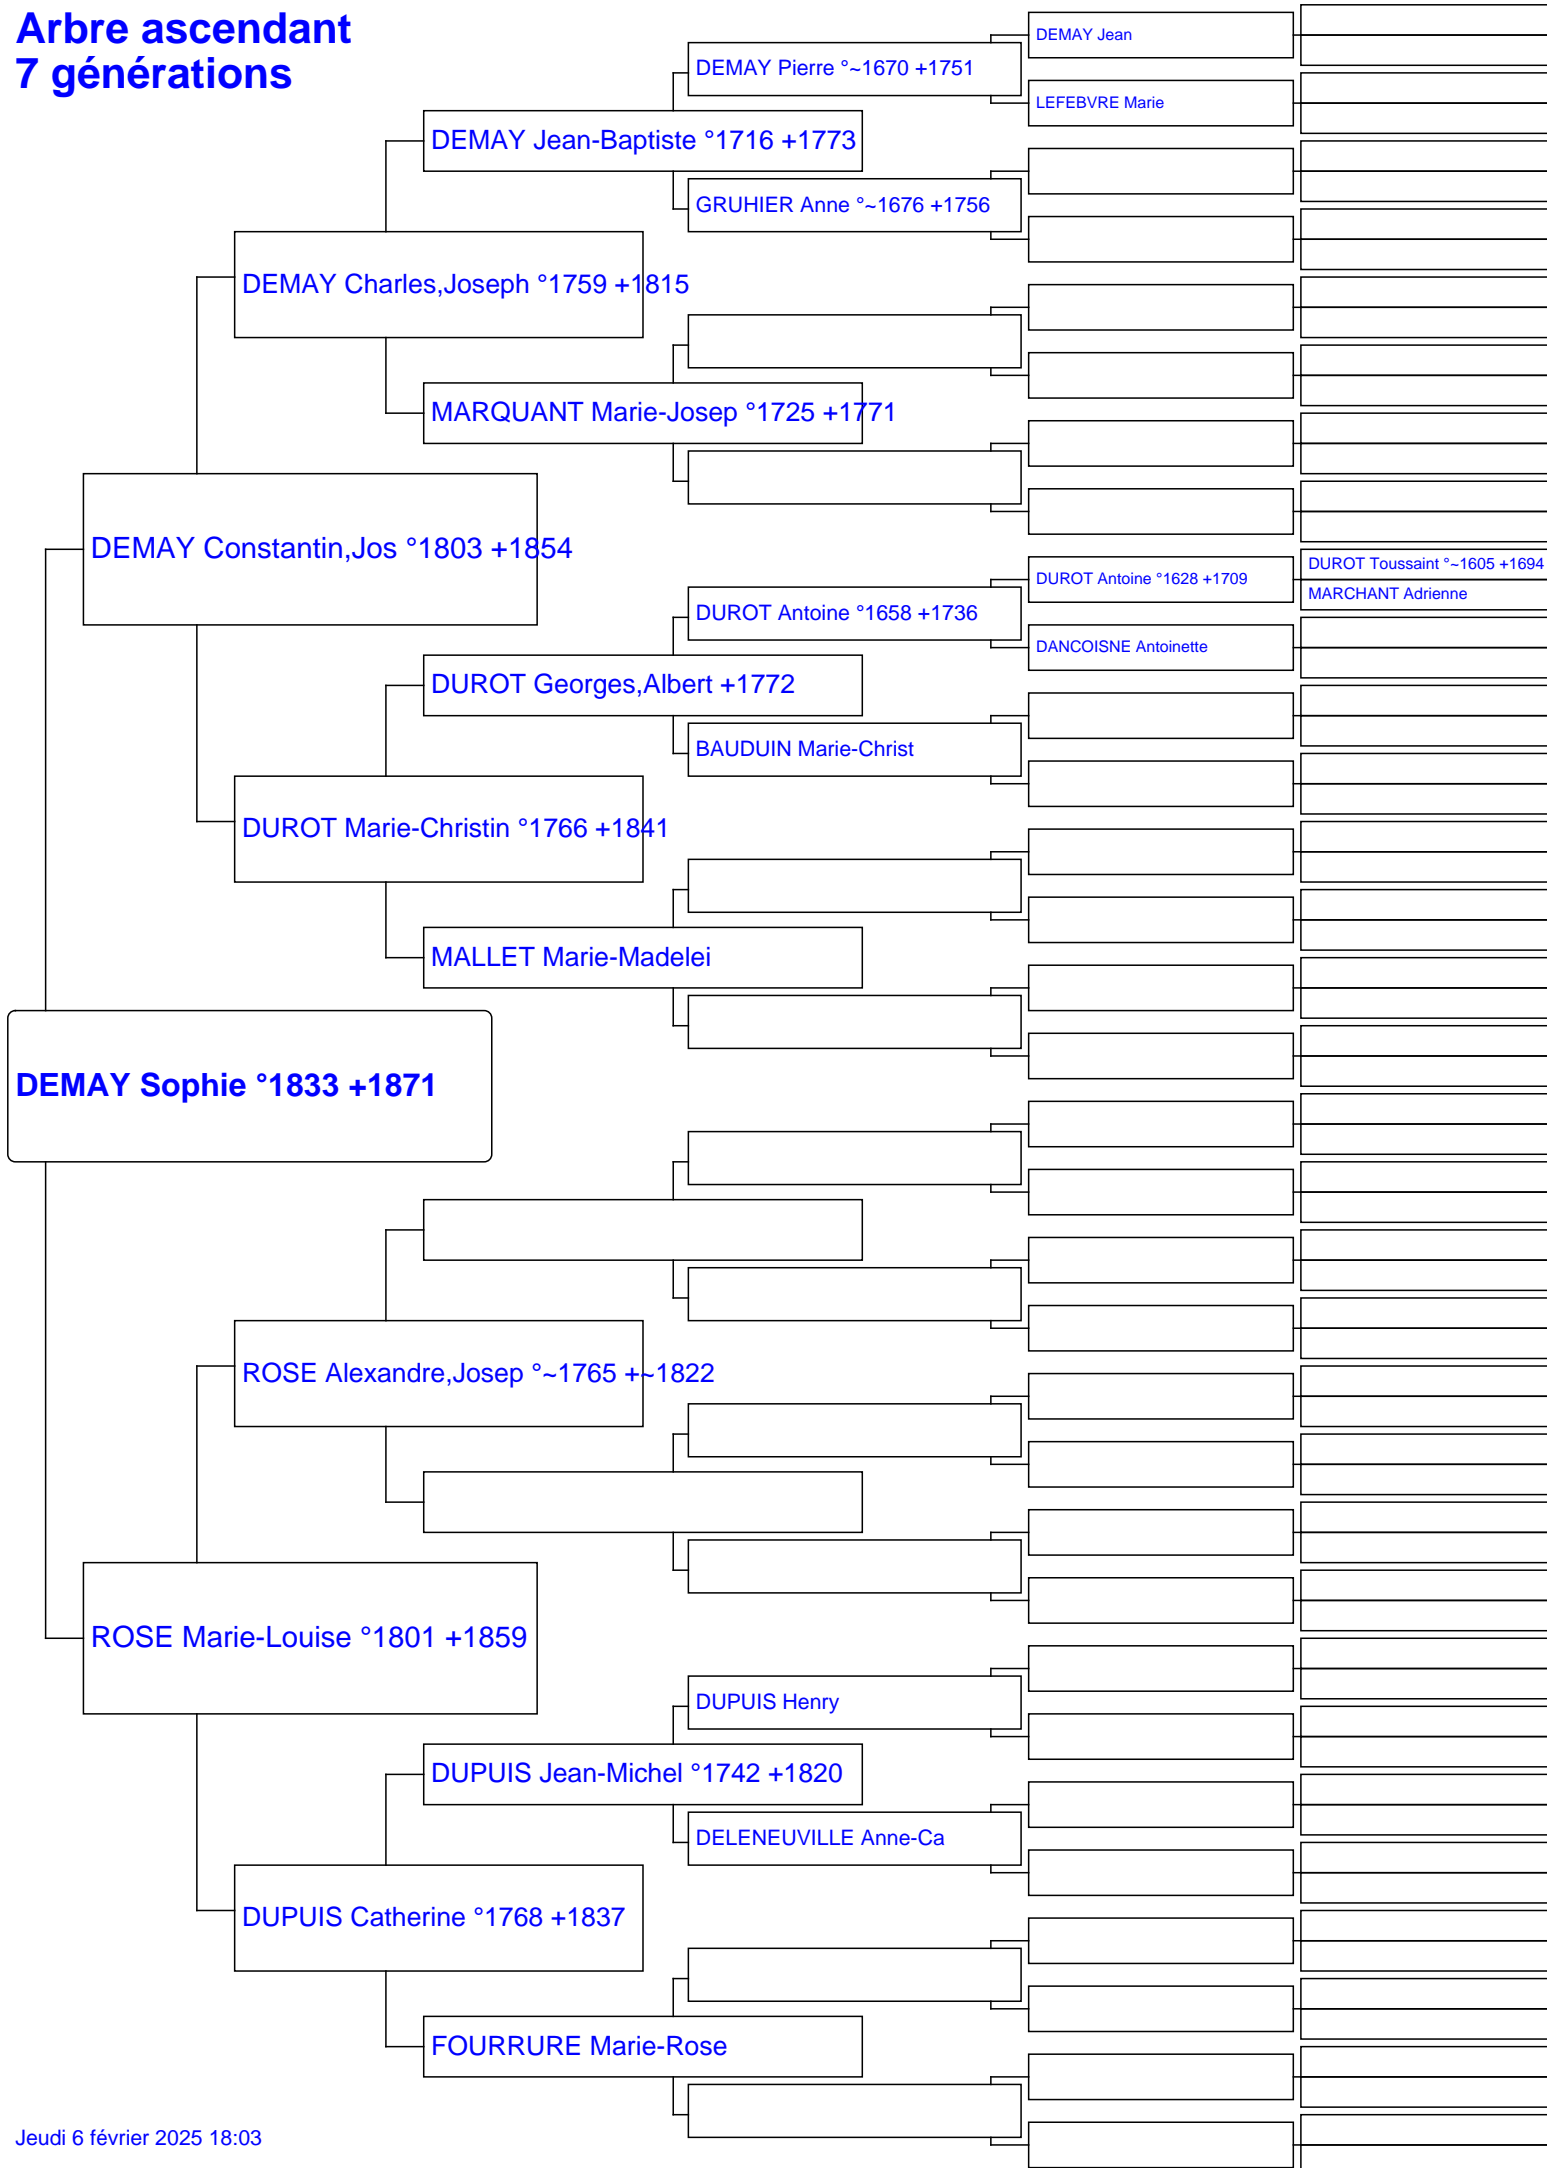 Arbre ascendant
7 générations
DEMAY Jean
DEMAY Pierre °~1670 +1751
LEFEBVRE Marie
DEMAY Jean-Baptiste °1716 +1773
GRUHIER Anne °~1676 +1756
DEMAY Charles,Joseph °1759 +1815
MARQUANT Marie-Josep °1725 +1771
DEMAY Constantin,Jos °1803 +1854
DUROT Toussaint °~1605 +1694
DUROT Antoine °1628 +1709
MARCHANT Adrienne
DUROT Antoine °1658 +1736
DANCOISNE Antoinette
DUROT Georges,Albert +1772
BAUDUIN Marie-Christ
DUROT Marie-Christin °1766 +1841
MALLET Marie-Madelei
DEMAY Sophie °1833 +1871
ROSE Alexandre,Josep °~1765 +~1822
ROSE Marie-Louise °1801 +1859
DUPUIS Henry
DUPUIS Jean-Michel °1742 +1820
DELENEUVILLE Anne-Ca
DUPUIS Catherine °1768 +1837
FOURRURE Marie-Rose
Jeudi 6 février 2025 18:03